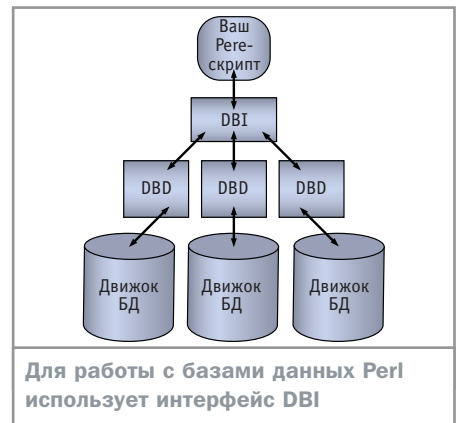 Ваш
Pere-
скрипт
DBI
DBD DBD DBD
Движок Движок Движок
БД БД БД
Для работы с базами данных Perl
использует интерфейс DBI